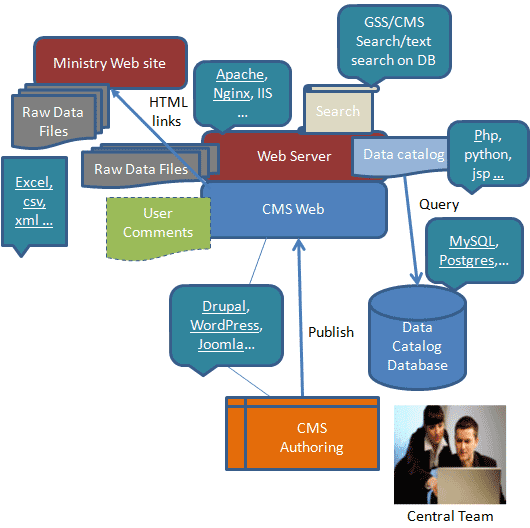 GSS/CMS
Search/text
search on DB
Ministry Web site
Apache,
Nginx, IIS
...
HTML
links
Raw Data
Files
Search
Web Server
Data catalog
Php,
python,
jsp ...
Raw Data Files
Excel,
csv,
xml ...
User
Comments
CMS Web
Query
MySQL,
Postgres,...
Drupal,
WordPress,
Joomla...
Publish
Data
Catalog
Database
CMS
Authoring
Central Team